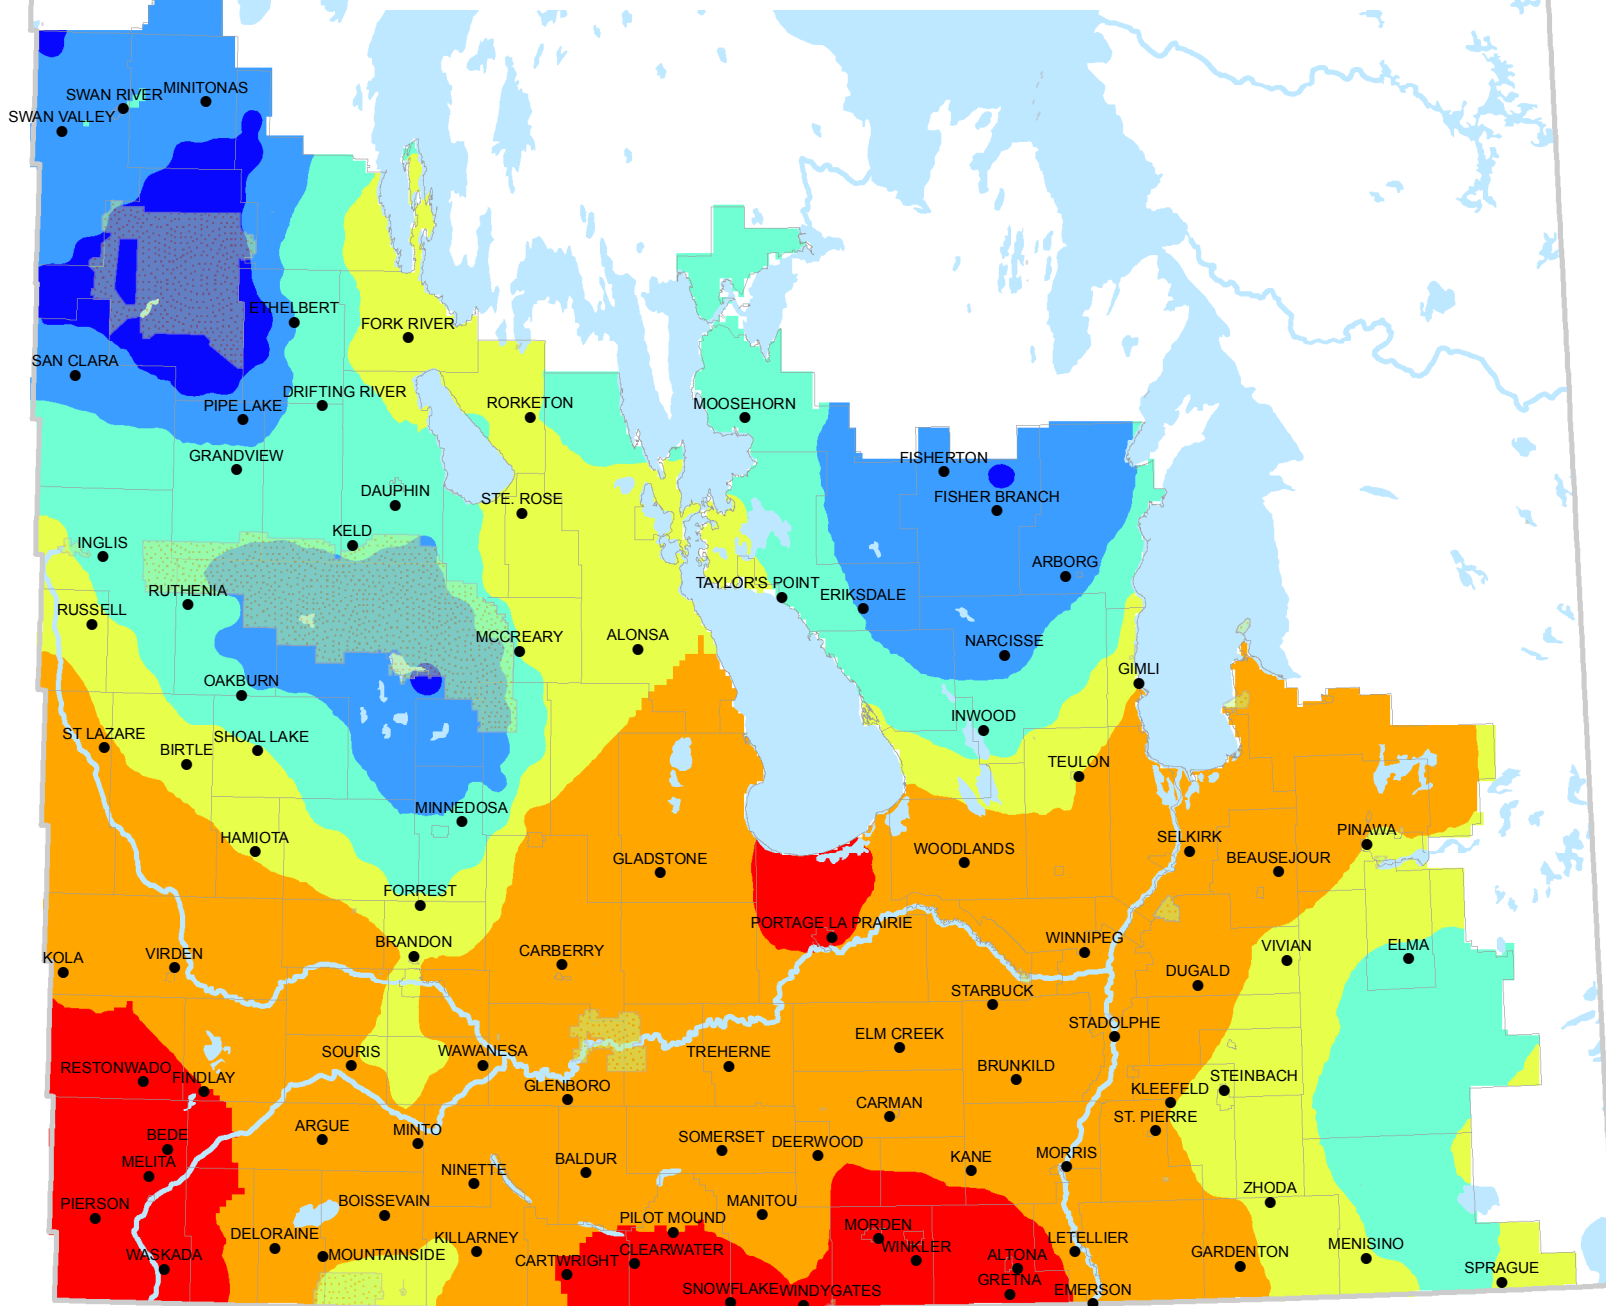 MINITONAS
SWAN RIVER
SWAN VALLEY
ETHELBERT
FORK RIVER
SAN CLARA
DRIFTING RIVER
PIPE LAKE
RORKETON
MOOSEHORN
GRANDVIEW
FISHERTON
DAUPHIN
STE. ROSE
FISHER BRANCH
KELD
INGLIS
ARBORG
RUTHENIA
TAYLOR'S POINT
ERIKSDALE
RUSSELL
MCCREARY
ALONSA
NARCISSE
GIMLI
OAKBURN
INWOOD
ST LAZARE
SHOAL LAKE
BIRTLE
TEULON
MINNEDOSA
HAMIOTA
GLADSTONE
WOODLANDS
SELKIRK
PINAWA
BEAUSEJOUR
FORREST
PORTAGE LA PRAIRIE
BRANDON
WINNIPEG
VIVIAN
ELMA
KOLA
VIRDEN
CARBERRY
DUGALD
STARBUCK
STADOLPHE
ELM CREEK
SOURIS
WAWANESA
TREHERNE
RESTONWADO
FINDLAY
BRUNKILD
STEINBACH
GLENBORO
KLEEFELD
CARMAN
ST. PIERRE
ARGUE
MINTO
BEDE
SOMERSET
DEERWOOD
MELITA
BALDUR
KANE
MORRIS
NINETTE
ZHODA
PIERSON
BOISSEVAIN
MANITOU
PILOT MOUND
MORDEN
DELORAINE
KILLARNEY
LETELLIER
WINKLER
MENISINO
WASKADA
MOUNTAINSIDE
CARTWRIGHT
CLEARWATER
ALTONA
GARDENTON
SPRAGUE
GRETNA
SNOWFLAKE
WINDYGATES
EMERSON